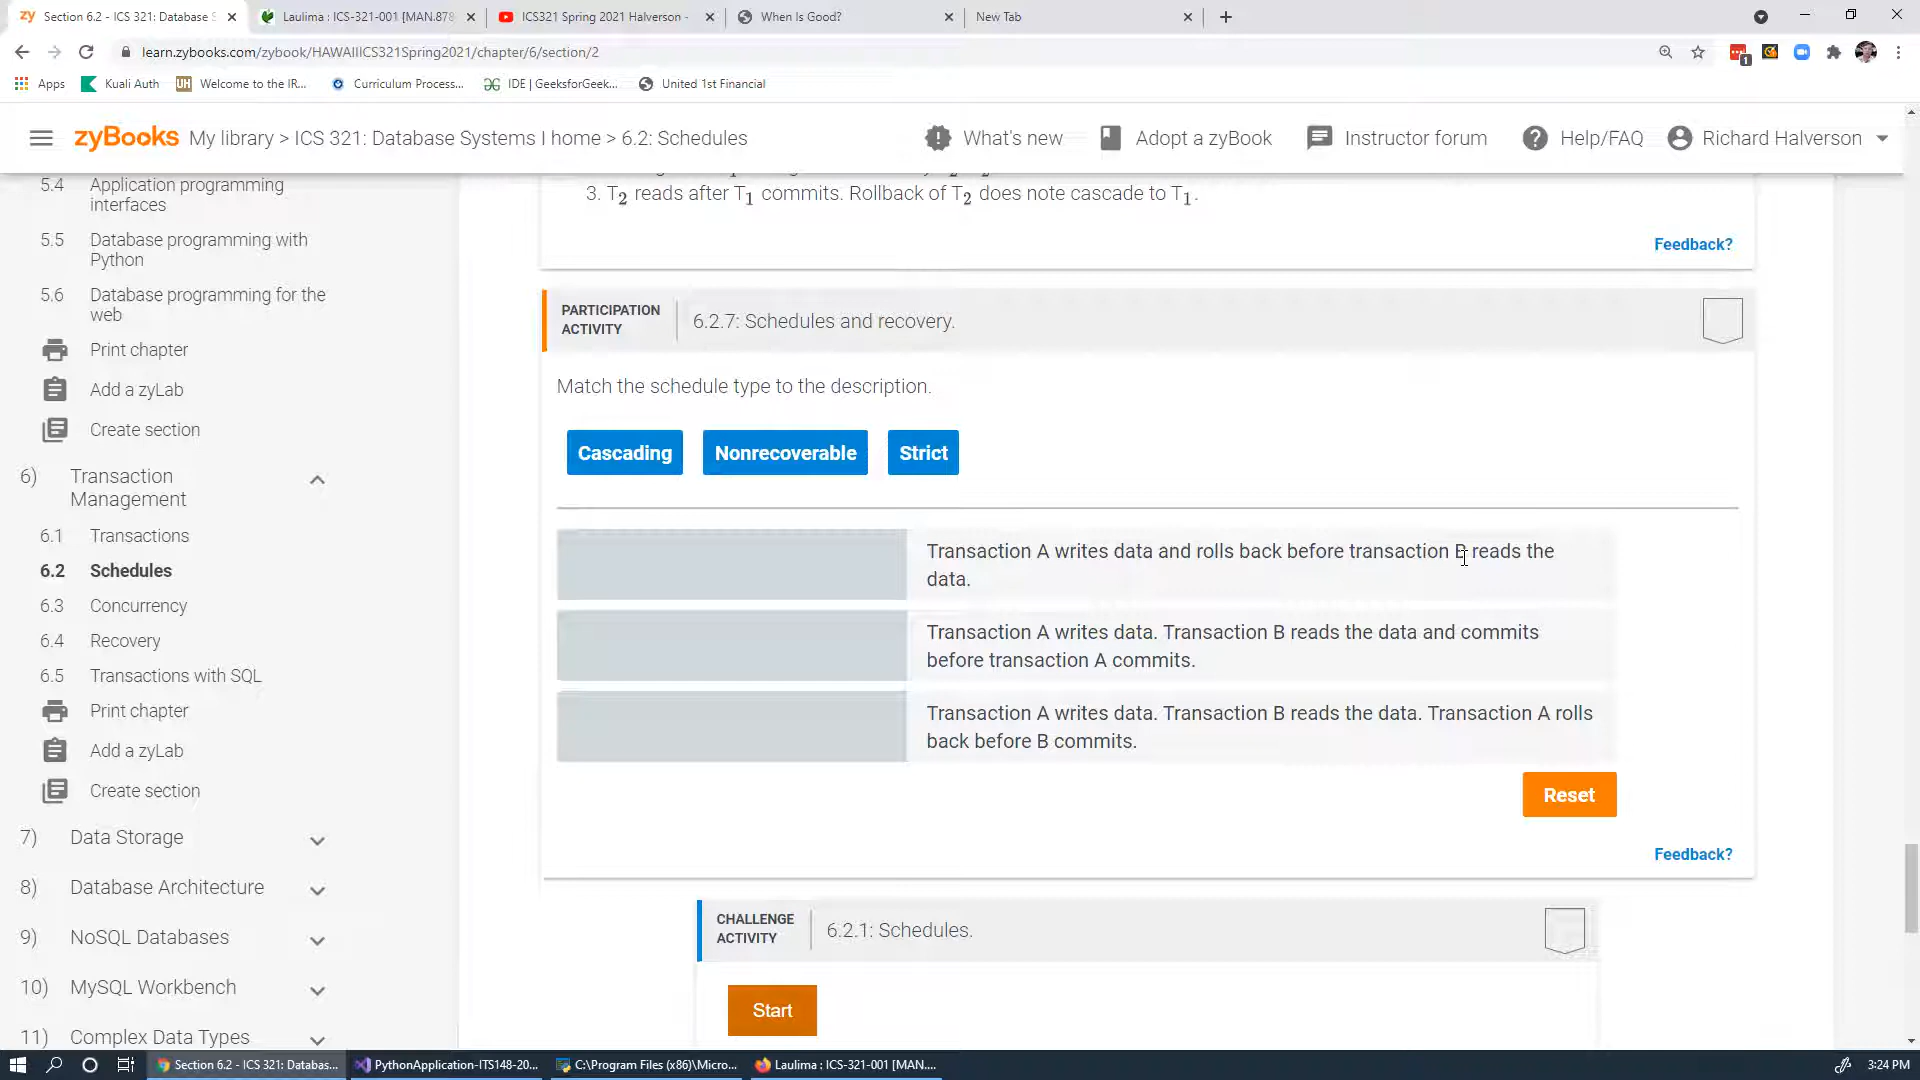 Section 6.2 - ICS 321: Database S
Laulima : ICS-321-001 [MAN.878
ICS321 Spring 2021 Halverson -
When Is Good?
New Tab
learn.zybooks.com/zybook/HAWAIIICS321Spring2021/chapter/6/section/2
1
Apps
Kuali Auth
UH
Welcome to the IR...
Curriculum Process...
IDE | GeeksforGeek...
United 1st Financial
zyBooks
My library > ICS 321: Database Systems I home > 6.2: Schedules
What's new
Adopt a zyBook
Instructor forum
Help/FAQ
Richard Halverson
5.4 Application programming
interfaces
5.5 Database programming with
Python
5.6 Database programming for the
web
Print chapter
Add a zyLab
Create section
6) Transaction
Management
6.1 Transactions
6.2 Schedules
6.3 Concurrency
6.4 Recovery
6.5 Transactions with SQL
Print chapter
Add a zyLab
Create section
7) Data Storage
8) Database Architecture
9) NoSQL Databases
10) MySQL Workbench
11) Complex Data Types
3. T2 reads after T1 commits. Rollback of T2 does note cascade to T1.
Feedback?
PARTICIPATION
ACTIVITY
6.2.7: Schedules and recovery.
Match the schedule type to the description.
Cascading
Nonrecoverable
Strict
Transaction A writes data and rolls back before transaction B reads the
data.
Transaction A writes data. Transaction B reads the data and commits
before transaction A commits.
Transaction A writes data. Transaction B reads the data. Transaction A rolls
back before B commits.
Reset
Feedback?
CHALLENGE
ACTIVITY
6.2.1: Schedules.
Start
Section 6.2 - ICS 321: Databas...
PythonApplication-ITS148-20...
C:\Program Files (x86)\Micro...
Laulima : ICS-321-001 [MAN....
3:24 PM